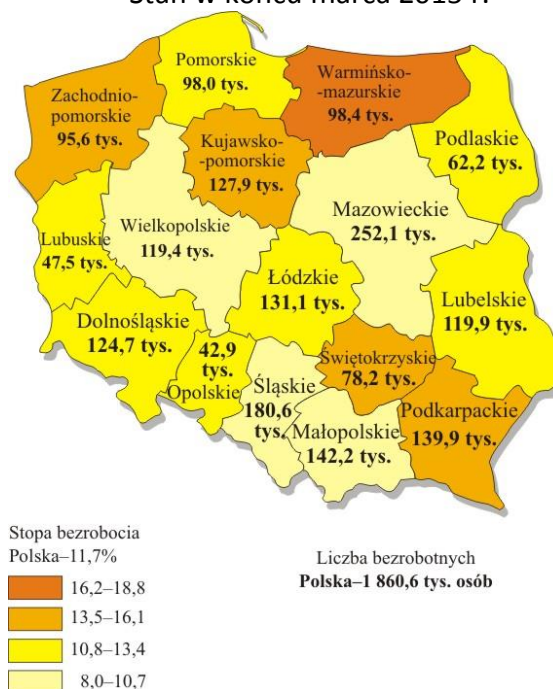 Stan w końcu marca 2015 r.
Pomorskie
98,0 tys.
Warmińsko-
-mazurskie
98,4 tys.
Zachodnio-
pomorskie
95,6 tys.
Kujawsko-
-pomorskie
127,9 tys.
Podlaskie
62,2 tys.
Wielkopolskie
119,4 tys.
Mazowieckie
252,1 tys.
Lubuskie
47,5 tys.
Łódzkie
131,1 tys.
Lubelskie
119,9 tys.
Dolnośląskie
124,7 tys.
42,9
tys.
Opolskie
Śląskie
180,6
tys.
Świętokrzyskie
78,2 tys.
Małopolskie
142,2 tys.
Podkarpackie
139,9 tys.
Stopa bezrobocia
Polska–11,7%
16,2–18,8
13,5–16,1
10,8–13,4
8,0–10,7
Liczba bezrobotnych
Polska–1 860,6 tys. osób